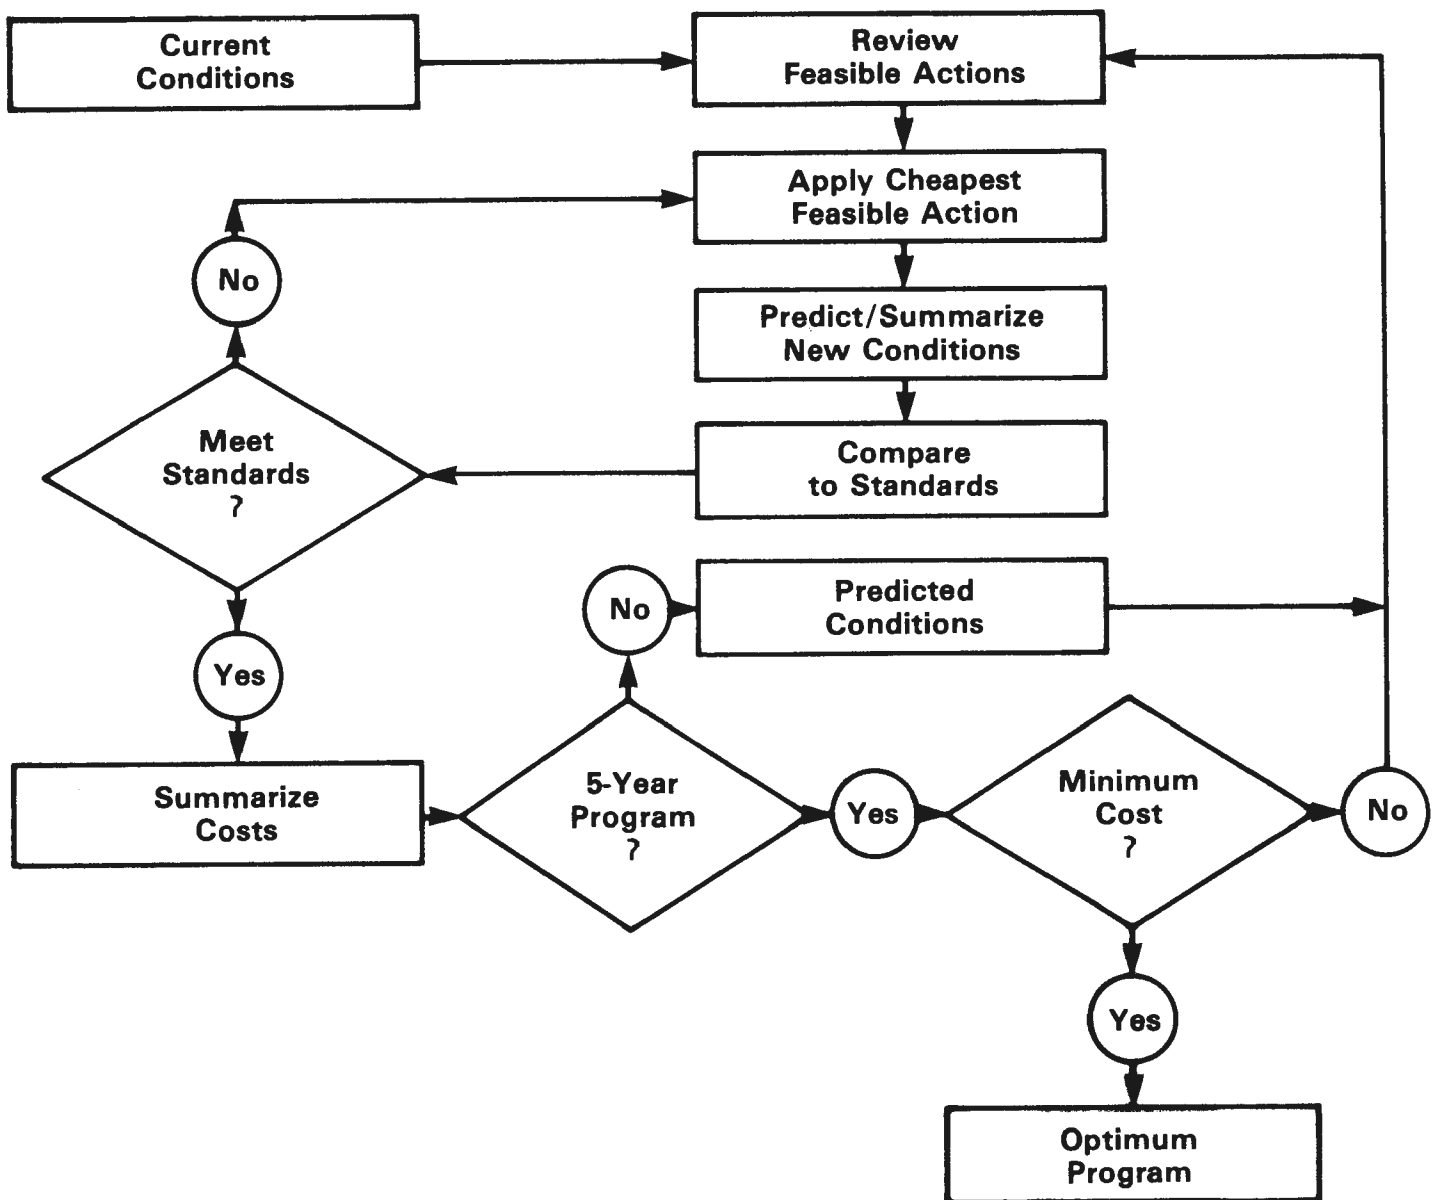 Current
Conditions
Review
Feasible Actions
Apply Cheapest
Feasible Action
No
Predict/Summarize
New Conditions
Meet
Standards
?
Compare
to Standards
No
Predicted
Conditions
Yes
Summarize
Costs
5-Year
Program
?
Yes
Minimum
Cost
?
No
Yes
Optimum
Program